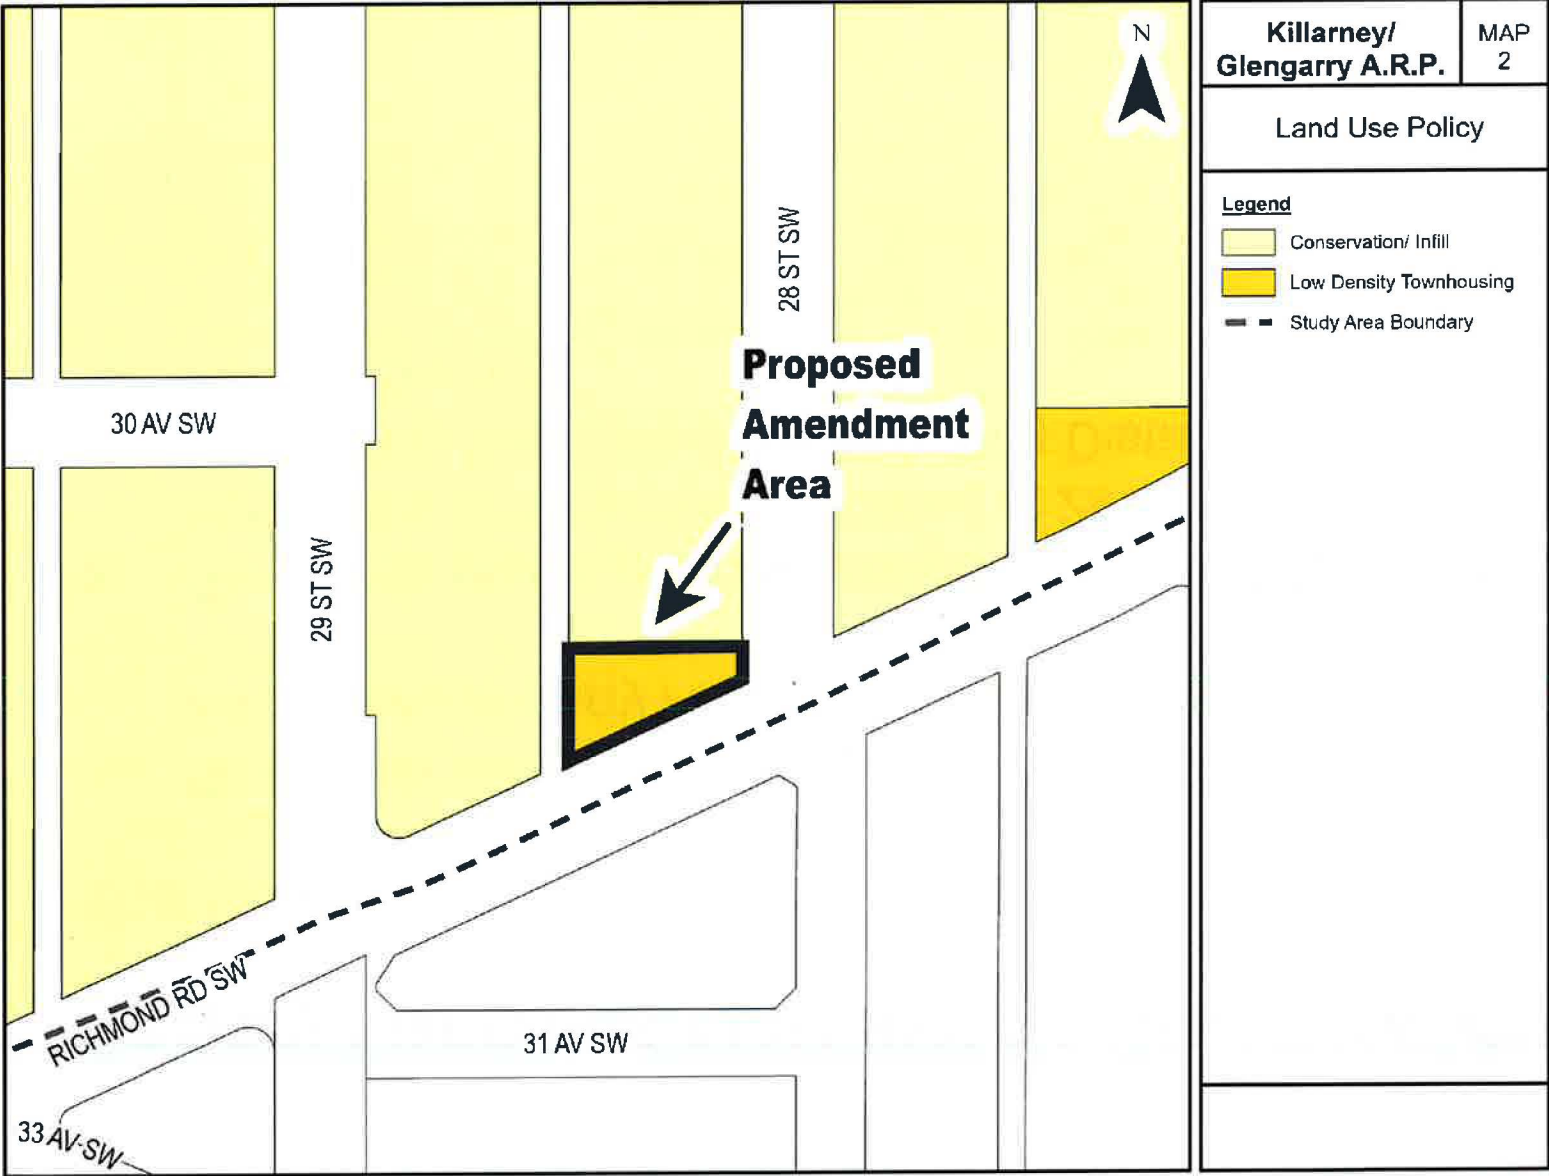 Killarney/
Glengarry A.R.P.
MAP
2
Land Use Policy
Legend
Conservation/ Infill
Low Density Townhousing
Study Area Boundary
N
28 ST SW
Proposed
Amendment
Area
30 AV SW
29 ST SW
RICHMOND RD SW
31 AV SW
33 AV SW